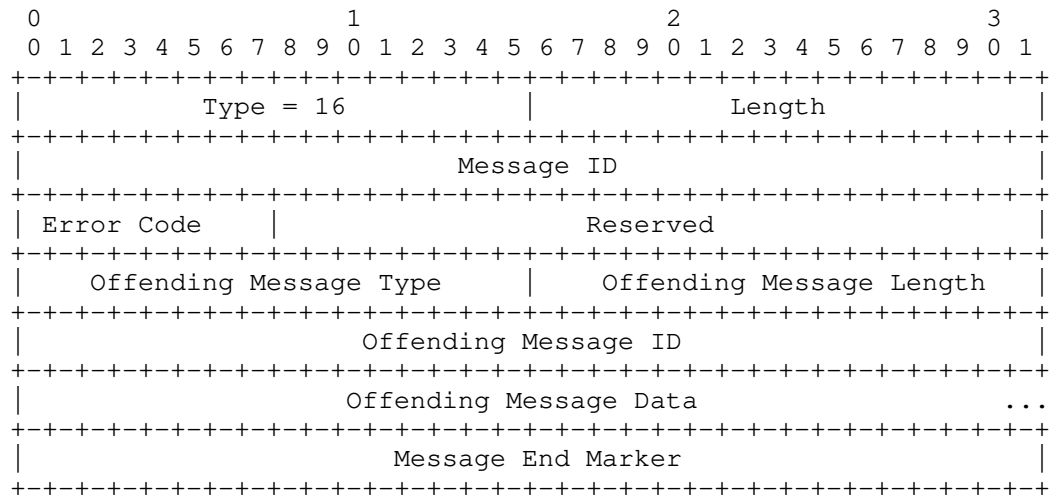 0                   1                   2                   3
 0 1 2 3 4 5 6 7 8 9 0 1 2 3 4 5 6 7 8 9 0 1 2 3 4 5 6 7 8 9 0 1
+-+-+-+-+-+-+-+-+-+-+-+-+-+-+-+-+-+-+-+-+-+-+-+-+-+-+-+-+-+-+-+-+
|           Type = 16           |            Length             |
+-+-+-+-+-+-+-+-+-+-+-+-+-+-+-+-+-+-+-+-+-+-+-+-+-+-+-+-+-+-+-+-+
|                           Message ID                          |
+-+-+-+-+-+-+-+-+-+-+-+-+-+-+-+-+-+-+-+-+-+-+-+-+-+-+-+-+-+-+-+-+
| Error Code    |                   Reserved                    |
+-+-+-+-+-+-+-+-+-+-+-+-+-+-+-+-+-+-+-+-+-+-+-+-+-+-+-+-+-+-+-+-+
|    Offending Message Type     |    Offending Message Length   |
+-+-+-+-+-+-+-+-+-+-+-+-+-+-+-+-+-+-+-+-+-+-+-+-+-+-+-+-+-+-+-+-+
|                     Offending Message ID                      |
+-+-+-+-+-+-+-+-+-+-+-+-+-+-+-+-+-+-+-+-+-+-+-+-+-+-+-+-+-+-+-+-+
|                    Offending Message Data                   ...
+-+-+-+-+-+-+-+-+-+-+-+-+-+-+-+-+-+-+-+-+-+-+-+-+-+-+-+-+-+-+-+-+
|                       Message End Marker                      |
+-+-+-+-+-+-+-+-+-+-+-+-+-+-+-+-+-+-+-+-+-+-+-+-+-+-+-+-+-+-+-+-+